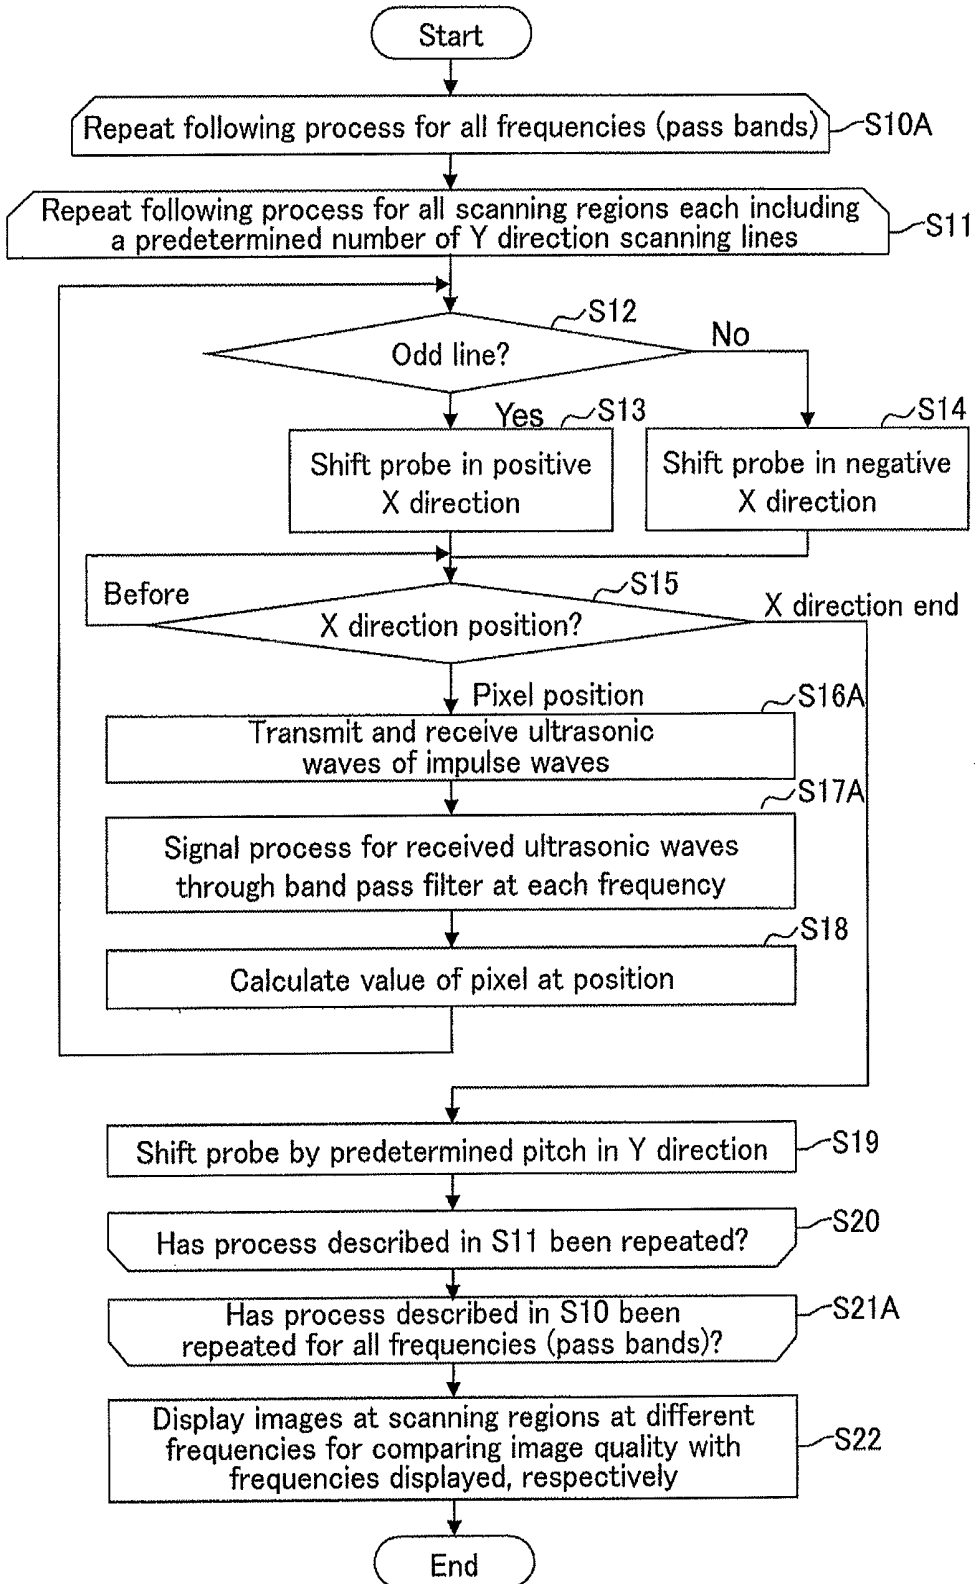 Start
Repeat following process for all frequencies (pass bands)
S10A
Repeat following process for all scanning regions each including
a predetermined number of Y direction scanning lines
S11
S12
Odd line?
No
Yes
S13
Shift probe in positive
X direction
S14
Shift probe in negative
X direction
Before
S15
X direction position?
X direction end
Pixel position
S16A
Transmit and receive ultrasonic
waves of impulse waves
S17A
Signal process for received ultrasonic waves
through band pass filter at each frequency
S18
Calculate value of pixel at position
Shift probe by predetermined pitch in Y direction
S19
Has process described in S11 been repeated?
S20
Has process described in S10 been
repeated for all frequencies (pass bands)?
S21A
Display images at scanning regions at different
frequencies for comparing image quality with
frequencies displayed, respectively
S22
End